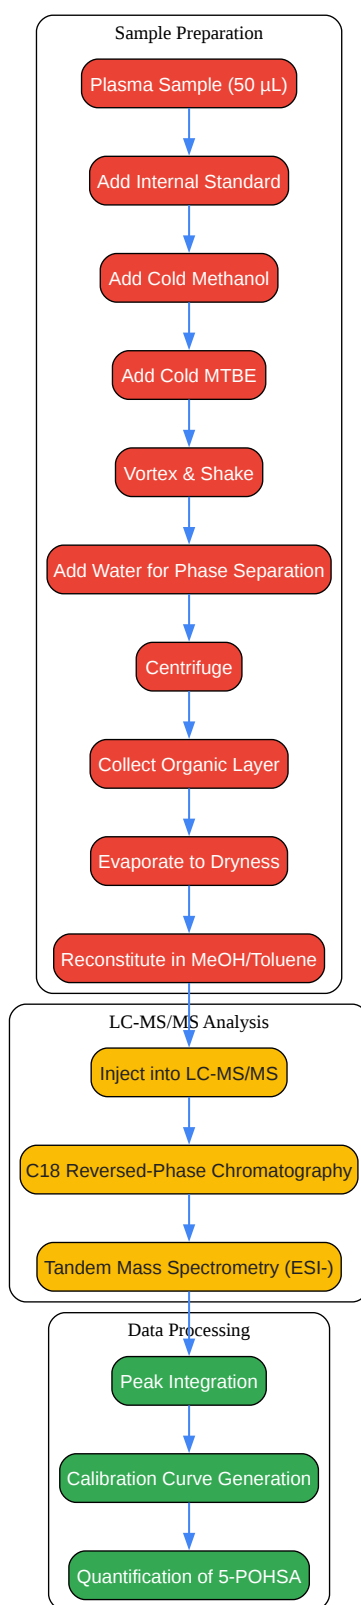 Sample Preparation
Plasma Sample (50 µL)
Add Internal Standard
Add Cold Methanol
Add Cold MTBE
Vortex & Shake
Add Water for Phase Separation
Centrifuge
Collect Organic Layer
Evaporate to Dryness
Reconstitute in MeOH/Toluene
LC-MS/MS Analysis
Inject into LC-MS/MS
C18 Reversed-Phase Chromatography
Tandem Mass Spectrometry (ESI-)
Data Processing
Peak Integration
Calibration Curve Generation
Quantification of 5-POHSA